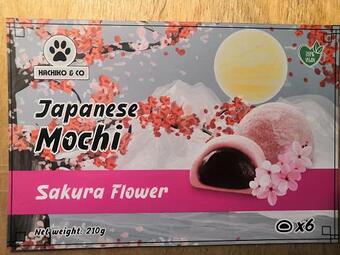 HACHIKO & CO
Japanese
Mochi
Sakura Flower
Net weight: 210g
x6